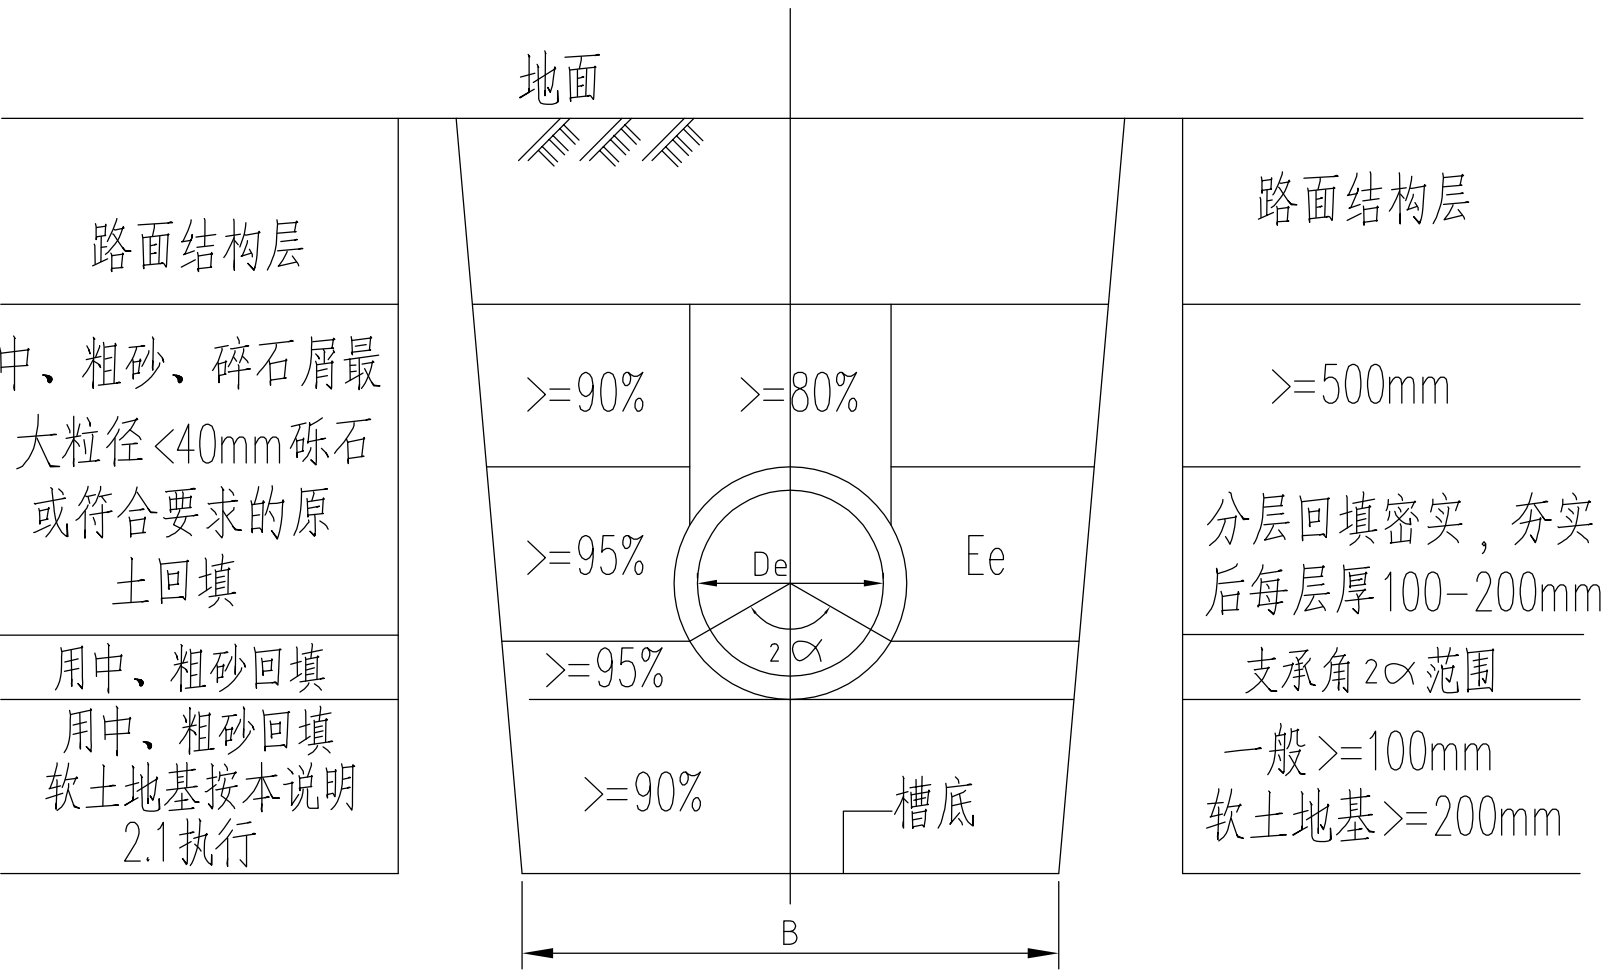 地面
路面结构层
中、粗砂、碎石屑最
大粒径<40mm砾石
或符合要求的原
土回填
用中、粗砂回填
用中、粗砂回填
软土地基按本说明
2.1执行
>=90%
>=80%
>=95%
De
Ee
2α
>=95%
>=90%
槽底
B
路面结构层
>=500mm
分层回填密实，夯实
后每层厚100-200mm
支承角2α范围
一般>=100mm
软土地基>=200mm